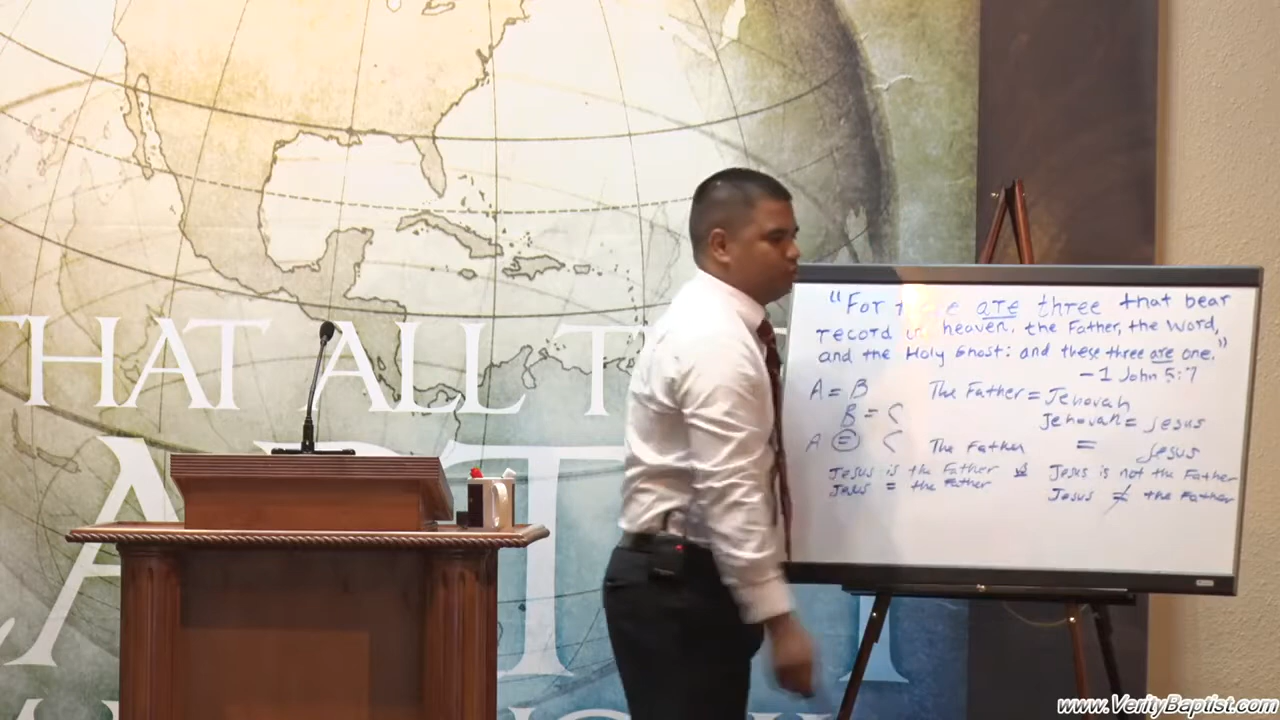 THAT ALL T
"For the are three that bear
record in heaven, the Father, the Word,
and the Holy Ghost: and these three are one."
- 1 John 5:7
A = B The Father = Jehovah
B = C Jehovah = Jesus
A = C The Father = Jesus
Jesus is the Father Jesus is not the Father
Jesus = the Father Jesus ≠ the Father
www.VerityBaptist.com